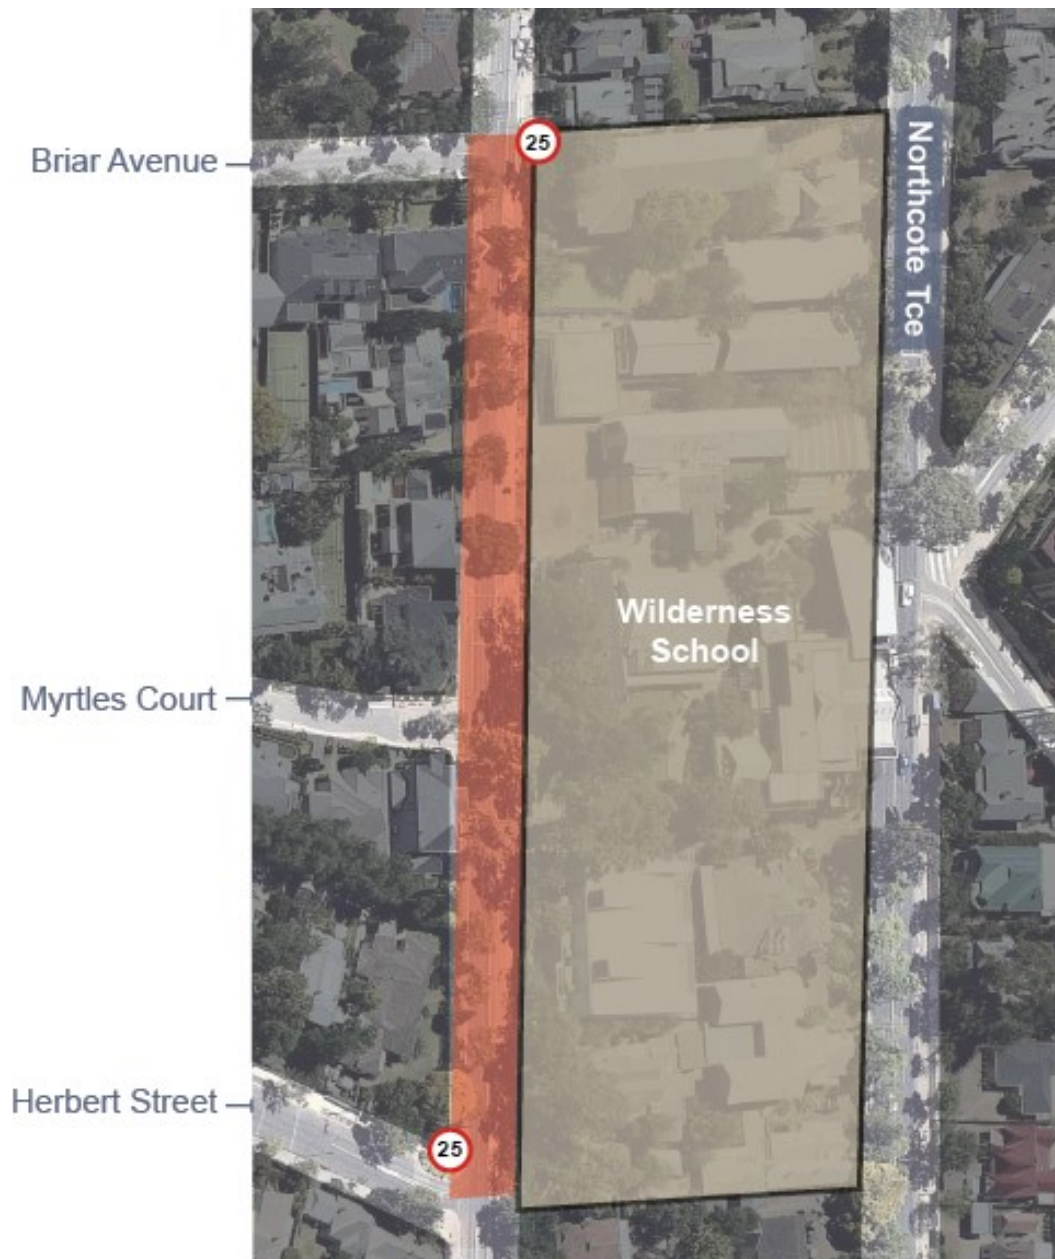 25
Briar Avenue
Northcote Tce
Wilderness
School
Myrtles Court
Herbert Street
25